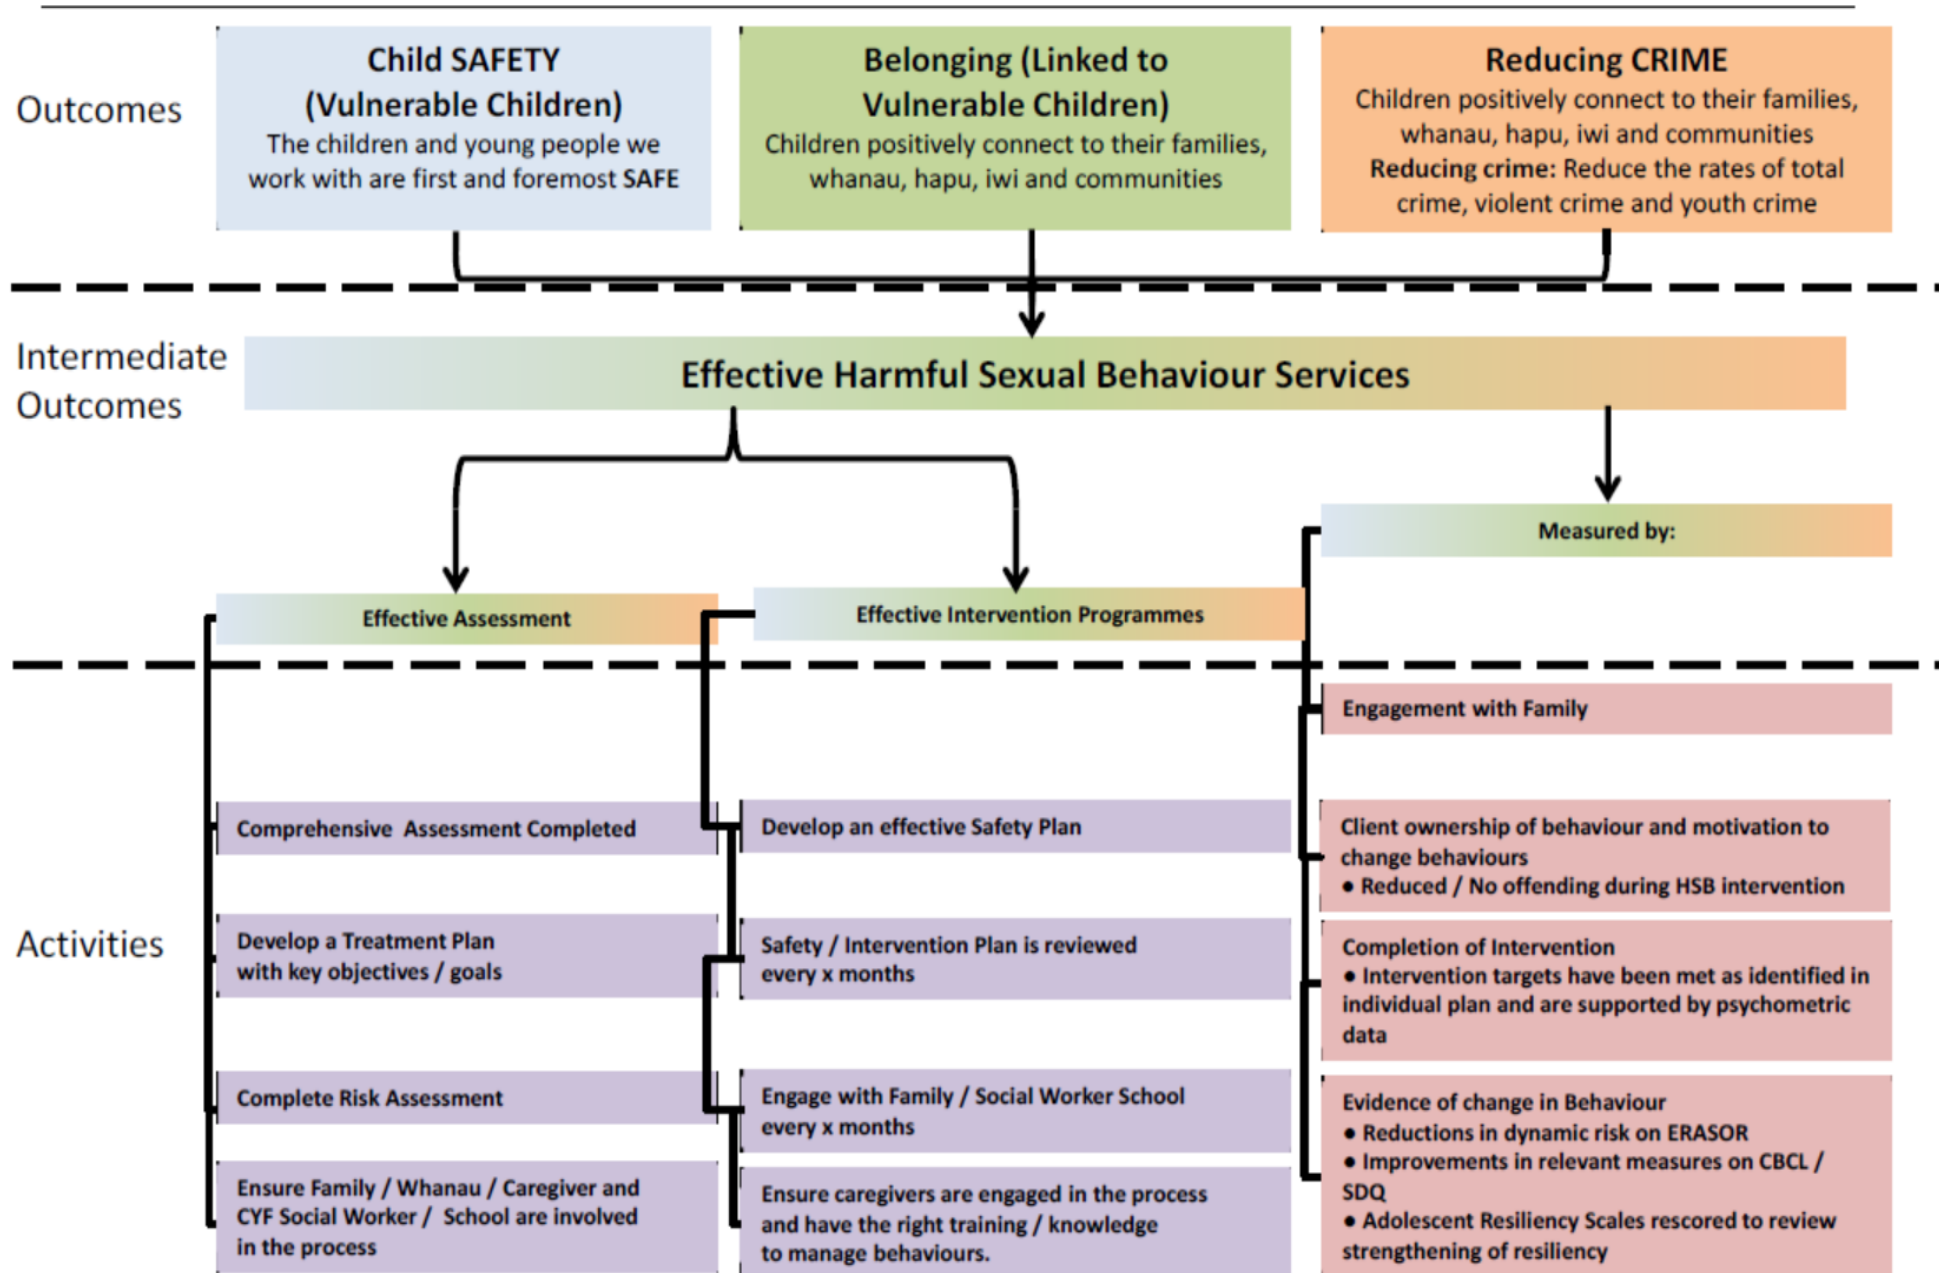 Outcomes
Child SAFETY
(Vulnerable Children)
The children and young people we
work with are first and foremost SAFE
Belonging (Linked to
Vulnerable Children)
Children positively connect to their families,
whanau, hapu, iwi and communities
Reducing CRIME
Children positively connect to their families,
whanau, hapu, iwi and communities
Reducing crime: Reduce the rates of total
crime, violent crime and youth crime
Intermediate
Outcomes
Effective Harmful Sexual Behaviour Services
Effective Assessment
Effective Intervention Programmes
Measured by:
Activities
Comprehensive Assessment Completed
Develop a Treatment Plan
with key objectives / goals
Complete Risk Assessment
Ensure Family / Whanau / Caregiver and
CYF Social Worker / School are involved
in the process
Develop an effective Safety Plan
Safety / Intervention Plan is reviewed
every x months
Engage with Family / Social Worker School
every x months
Ensure caregivers are engaged in the process
and have the right training / knowledge
to manage behaviours.
Engagement with Family
Client ownership of behaviour and motivation to
change behaviours
● Reduced / No offending during HSB intervention
Completion of Intervention
● Intervention targets have been met as identified in
individual plan and are supported by psychometric
data
Evidence of change in Behaviour
● Reductions in dynamic risk on ERASOR
● Improvements in relevant measures on CBCL /
SDQ
● Adolescent Resiliency Scales rescored to review
strengthening of resiliency